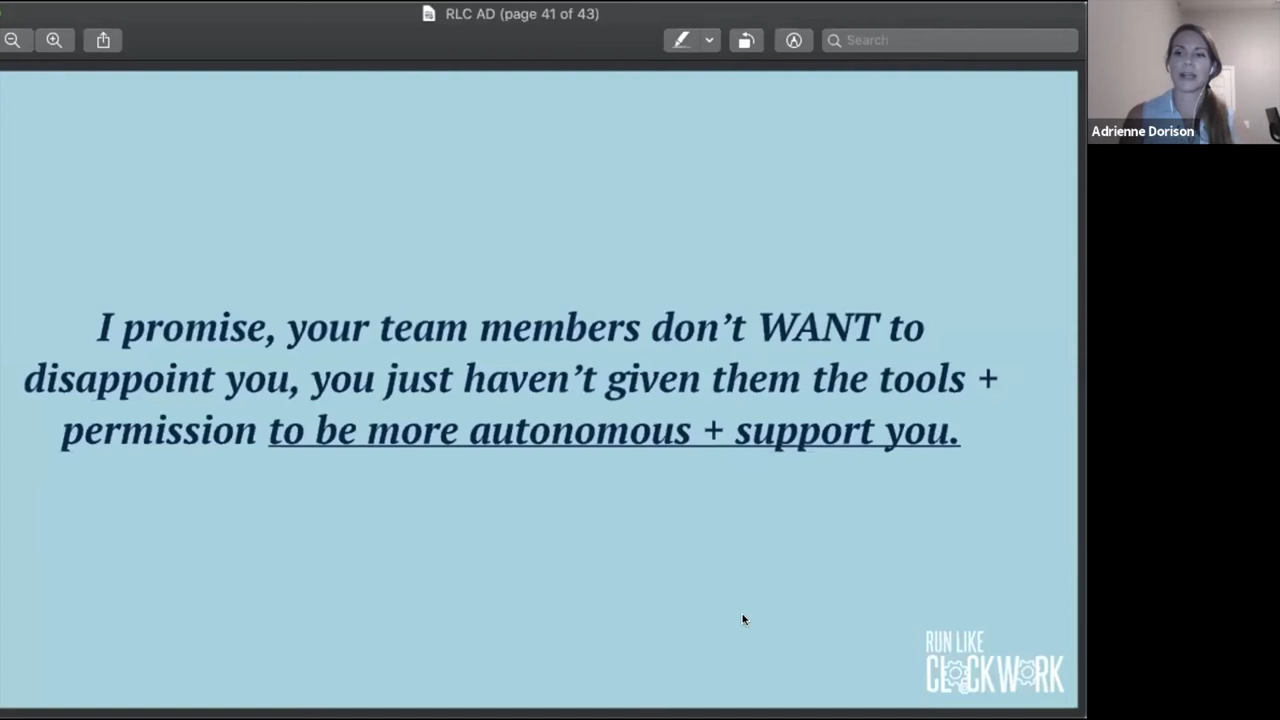 RLC AD (page 41 of 43)
Search
Adrienne Dorison
I promise, your team members don’t WANT to
disappoint you, you just haven’t given them the tools +
permission to be more autonomous + support you.
RUN LIKE
CLOCKWORK